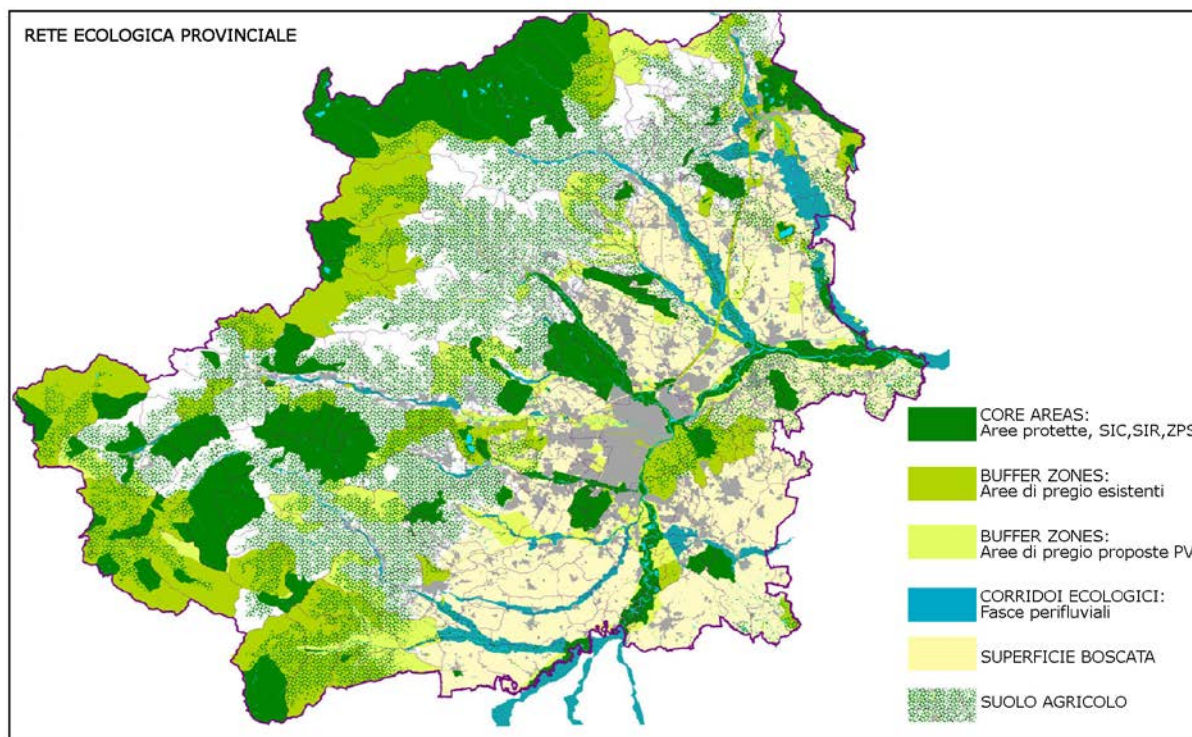 RETE ECOLOGICA PROVINCIALE
CORE AREAS:
Aree protette, SIC,SIR,ZPS
BUFFER ZONES:
Aree di pregio esistenti
BUFFER ZONES:
Aree di pregio proposte PV
CORRIDOI ECOLOGICI:
Fasce perifluviali
SUPERFICIE BOSCATA
SUOLO AGRICOLO